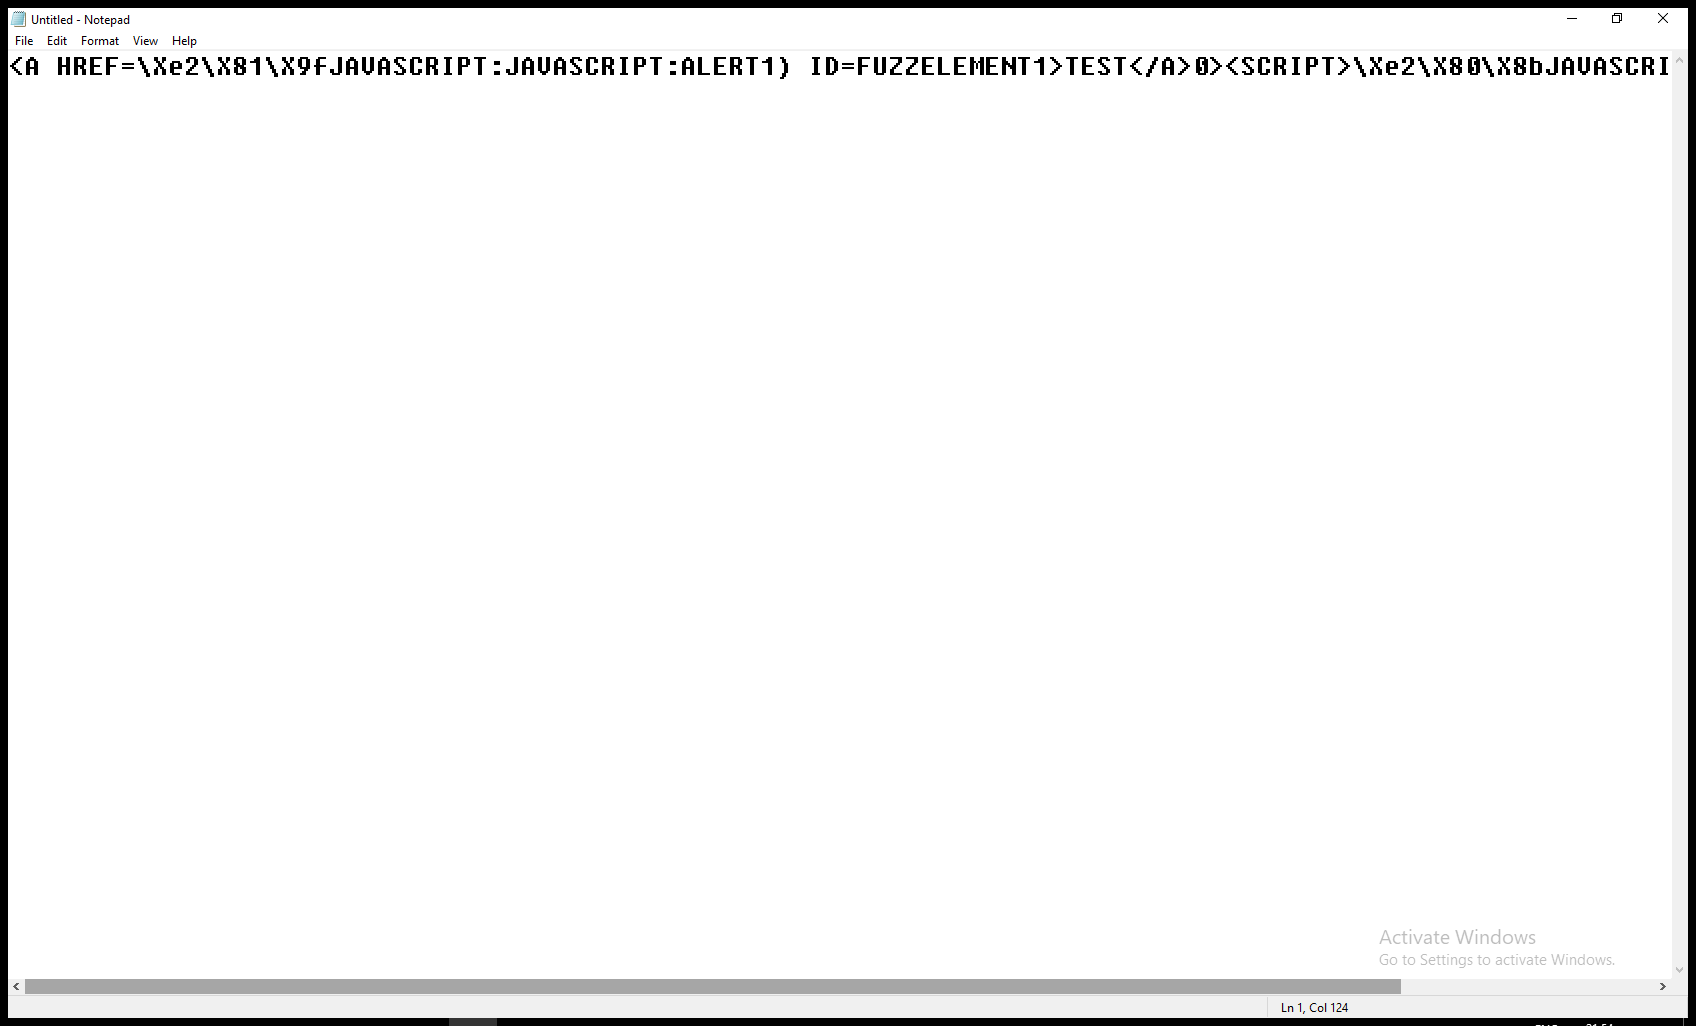 Untitled - Notepad
File Edit Format View Help
<A HREF=\Xe2\X81\X9fJAVASCRIPT:JAVASCRIPT:ALERT1) ID=FUZZELEMENT1>TEST</A>0><SCRIPT>\Xe2\X80\X8bJAVASCRI
Activate Windows
Go to Settings to activate Windows.
Ln 1, Col 124